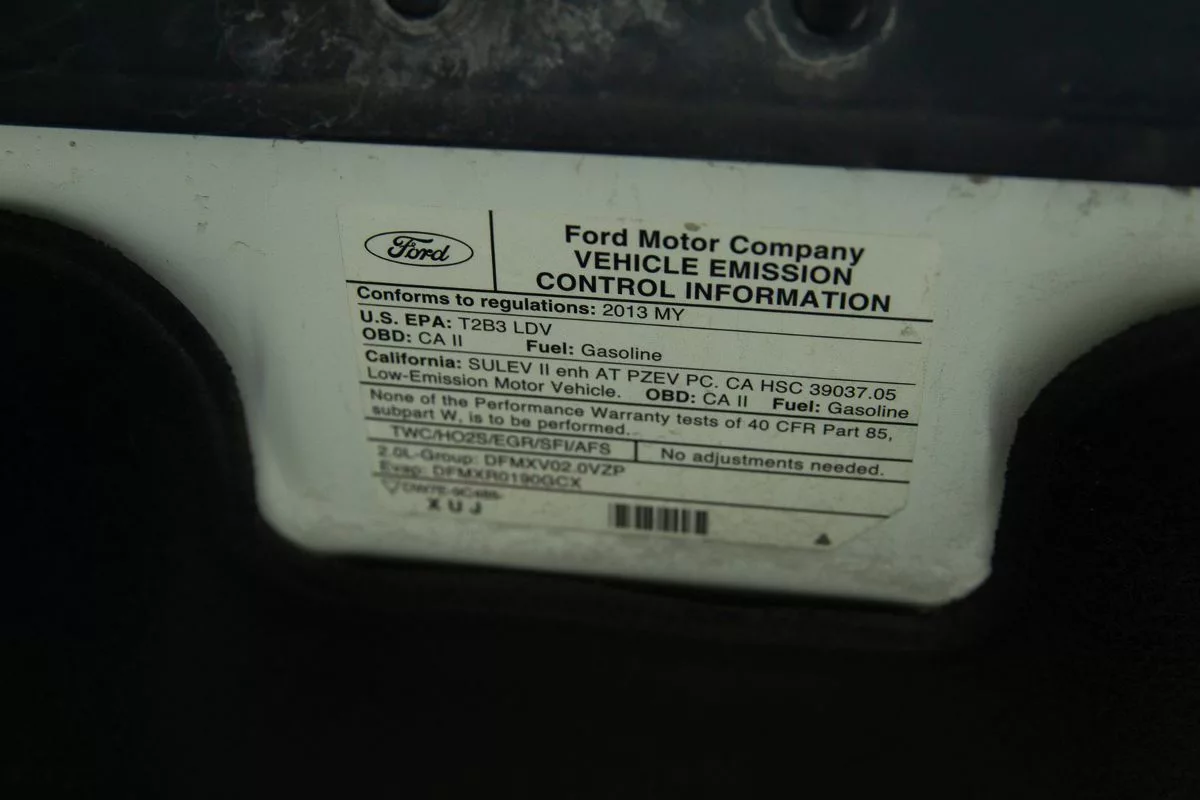 Ford
Ford Motor Company
VEHICLE EMISSION
CONTROL INFORMATION
Conforms to regulations: 2013 MY
U.S. EPA: T2B3 LDV
OBD: CA II Fuel: Gasoline
California: SULEV II enh AT PZEV PC. CA HSC 39037.05
Low-Emission Motor Vehicle. OBD: CA II Fuel: Gasoline
None of the Performance Warranty tests of 40 CFR Part 85,
subpart W, is to be performed.
TWC/HO2S/EGR/SFI/AFS
No adjustments needed.
2.0L-Group: DFMXV02.0VZP
Evap: DFMXR0190GCX
XUJ